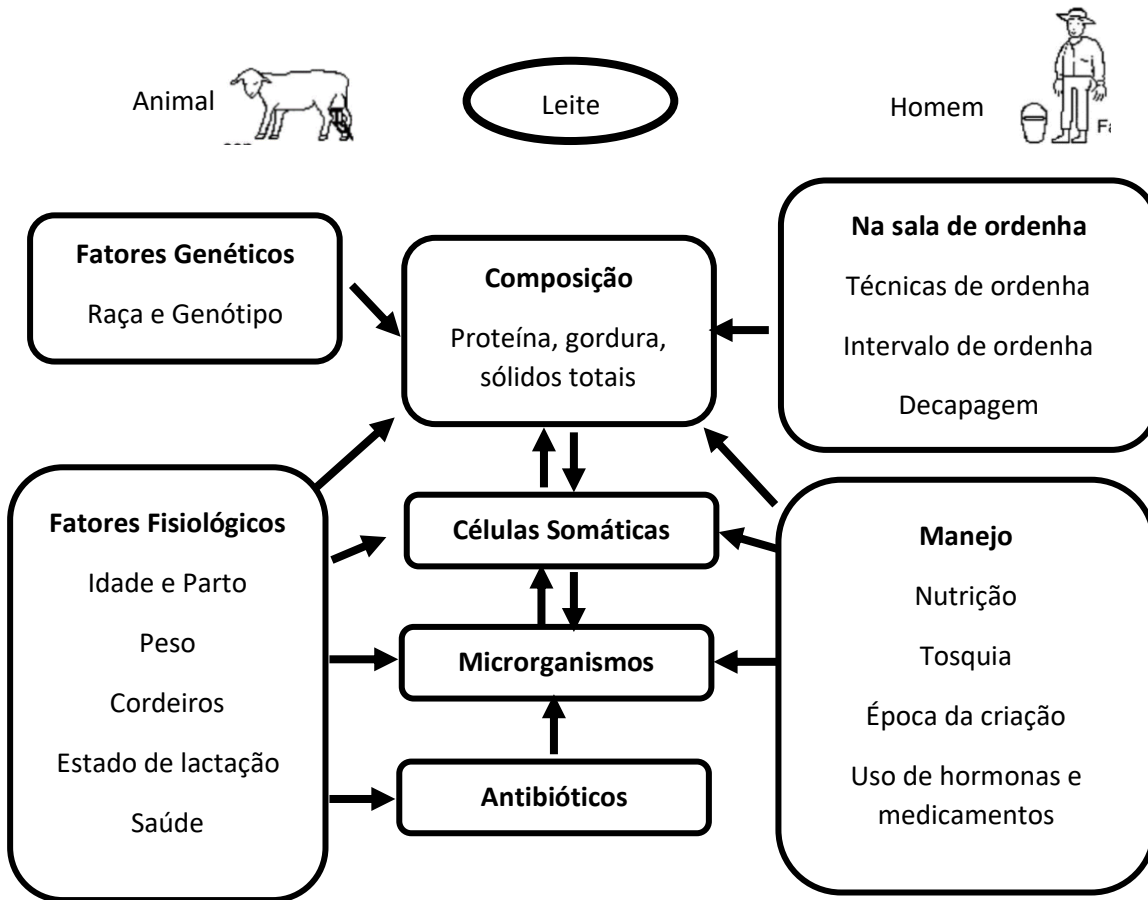 Animal
Leite
Homem
Fatores Genéticos
Raça e Genótipo
Composição
Proteína, gordura,
sólidos totais
Na sala de ordenha
Técnicas de ordenha
Intervalo de ordenha
Decapagem
Fatores Fisiológicos
Idade e Parto
Peso
Cordeiros
Estado de lactação
Saúde
Células Somáticas
Microrganismos
Antibióticos
Manejo
Nutrição
Tosquia
Época da criação
Uso de hormonas e
medicamentos